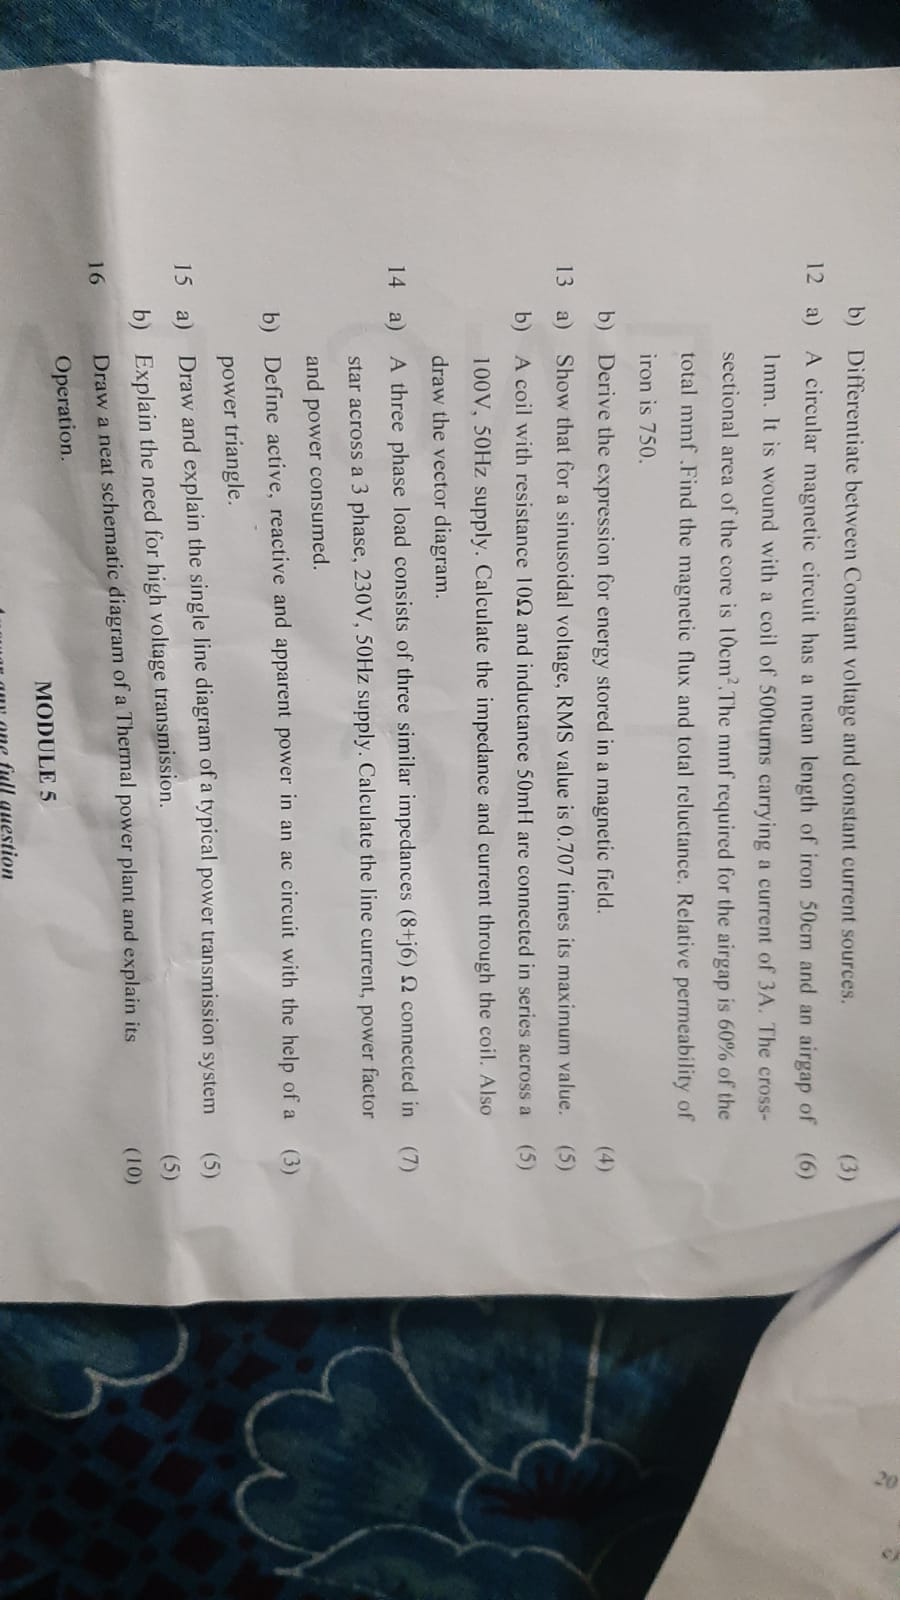 b) Differentiate between Constant voltage and constant current sources. (3)
12 a) A circular magnetic circuit has a mean length of iron 50cm and an airgap of (6)
1mm. It is wound with a coil of 500turns carrying a current of 3A. The cross-
sectional area of the core is 10cm².The mmf required for the airgap is 60% of the
total mmf .Find the magnetic flux and total reluctance. Relative permeability of
iron is 750.
b) Derive the expression for energy stored in a magnetic field. (4)
13 a) Show that for a sinusoidal voltage, RMS value is 0.707 times its maximum value. (5)
b) A coil with resistance 10Ω and inductance 50mH are connected in series across a (5)
100V, 50Hz supply. Calculate the impedance and current through the coil. Also
draw the vector diagram.
14 a) A three phase load consists of three similar impedances (8+j6) Ω connected in (7)
star across a 3 phase, 230V, 50Hz supply. Calculate the line current, power factor
and power consumed.
b) Define active, reactive and apparent power in an ac circuit with the help of a (3)
power triangle.
15 a) Draw and explain the single line diagram of a typical power transmission system (5)
b) Explain the need for high voltage transmission. (5)
16 Draw a neat schematic diagram of a Thermal power plant and explain its (10)
Operation.
MODULE 5
any one full question
20